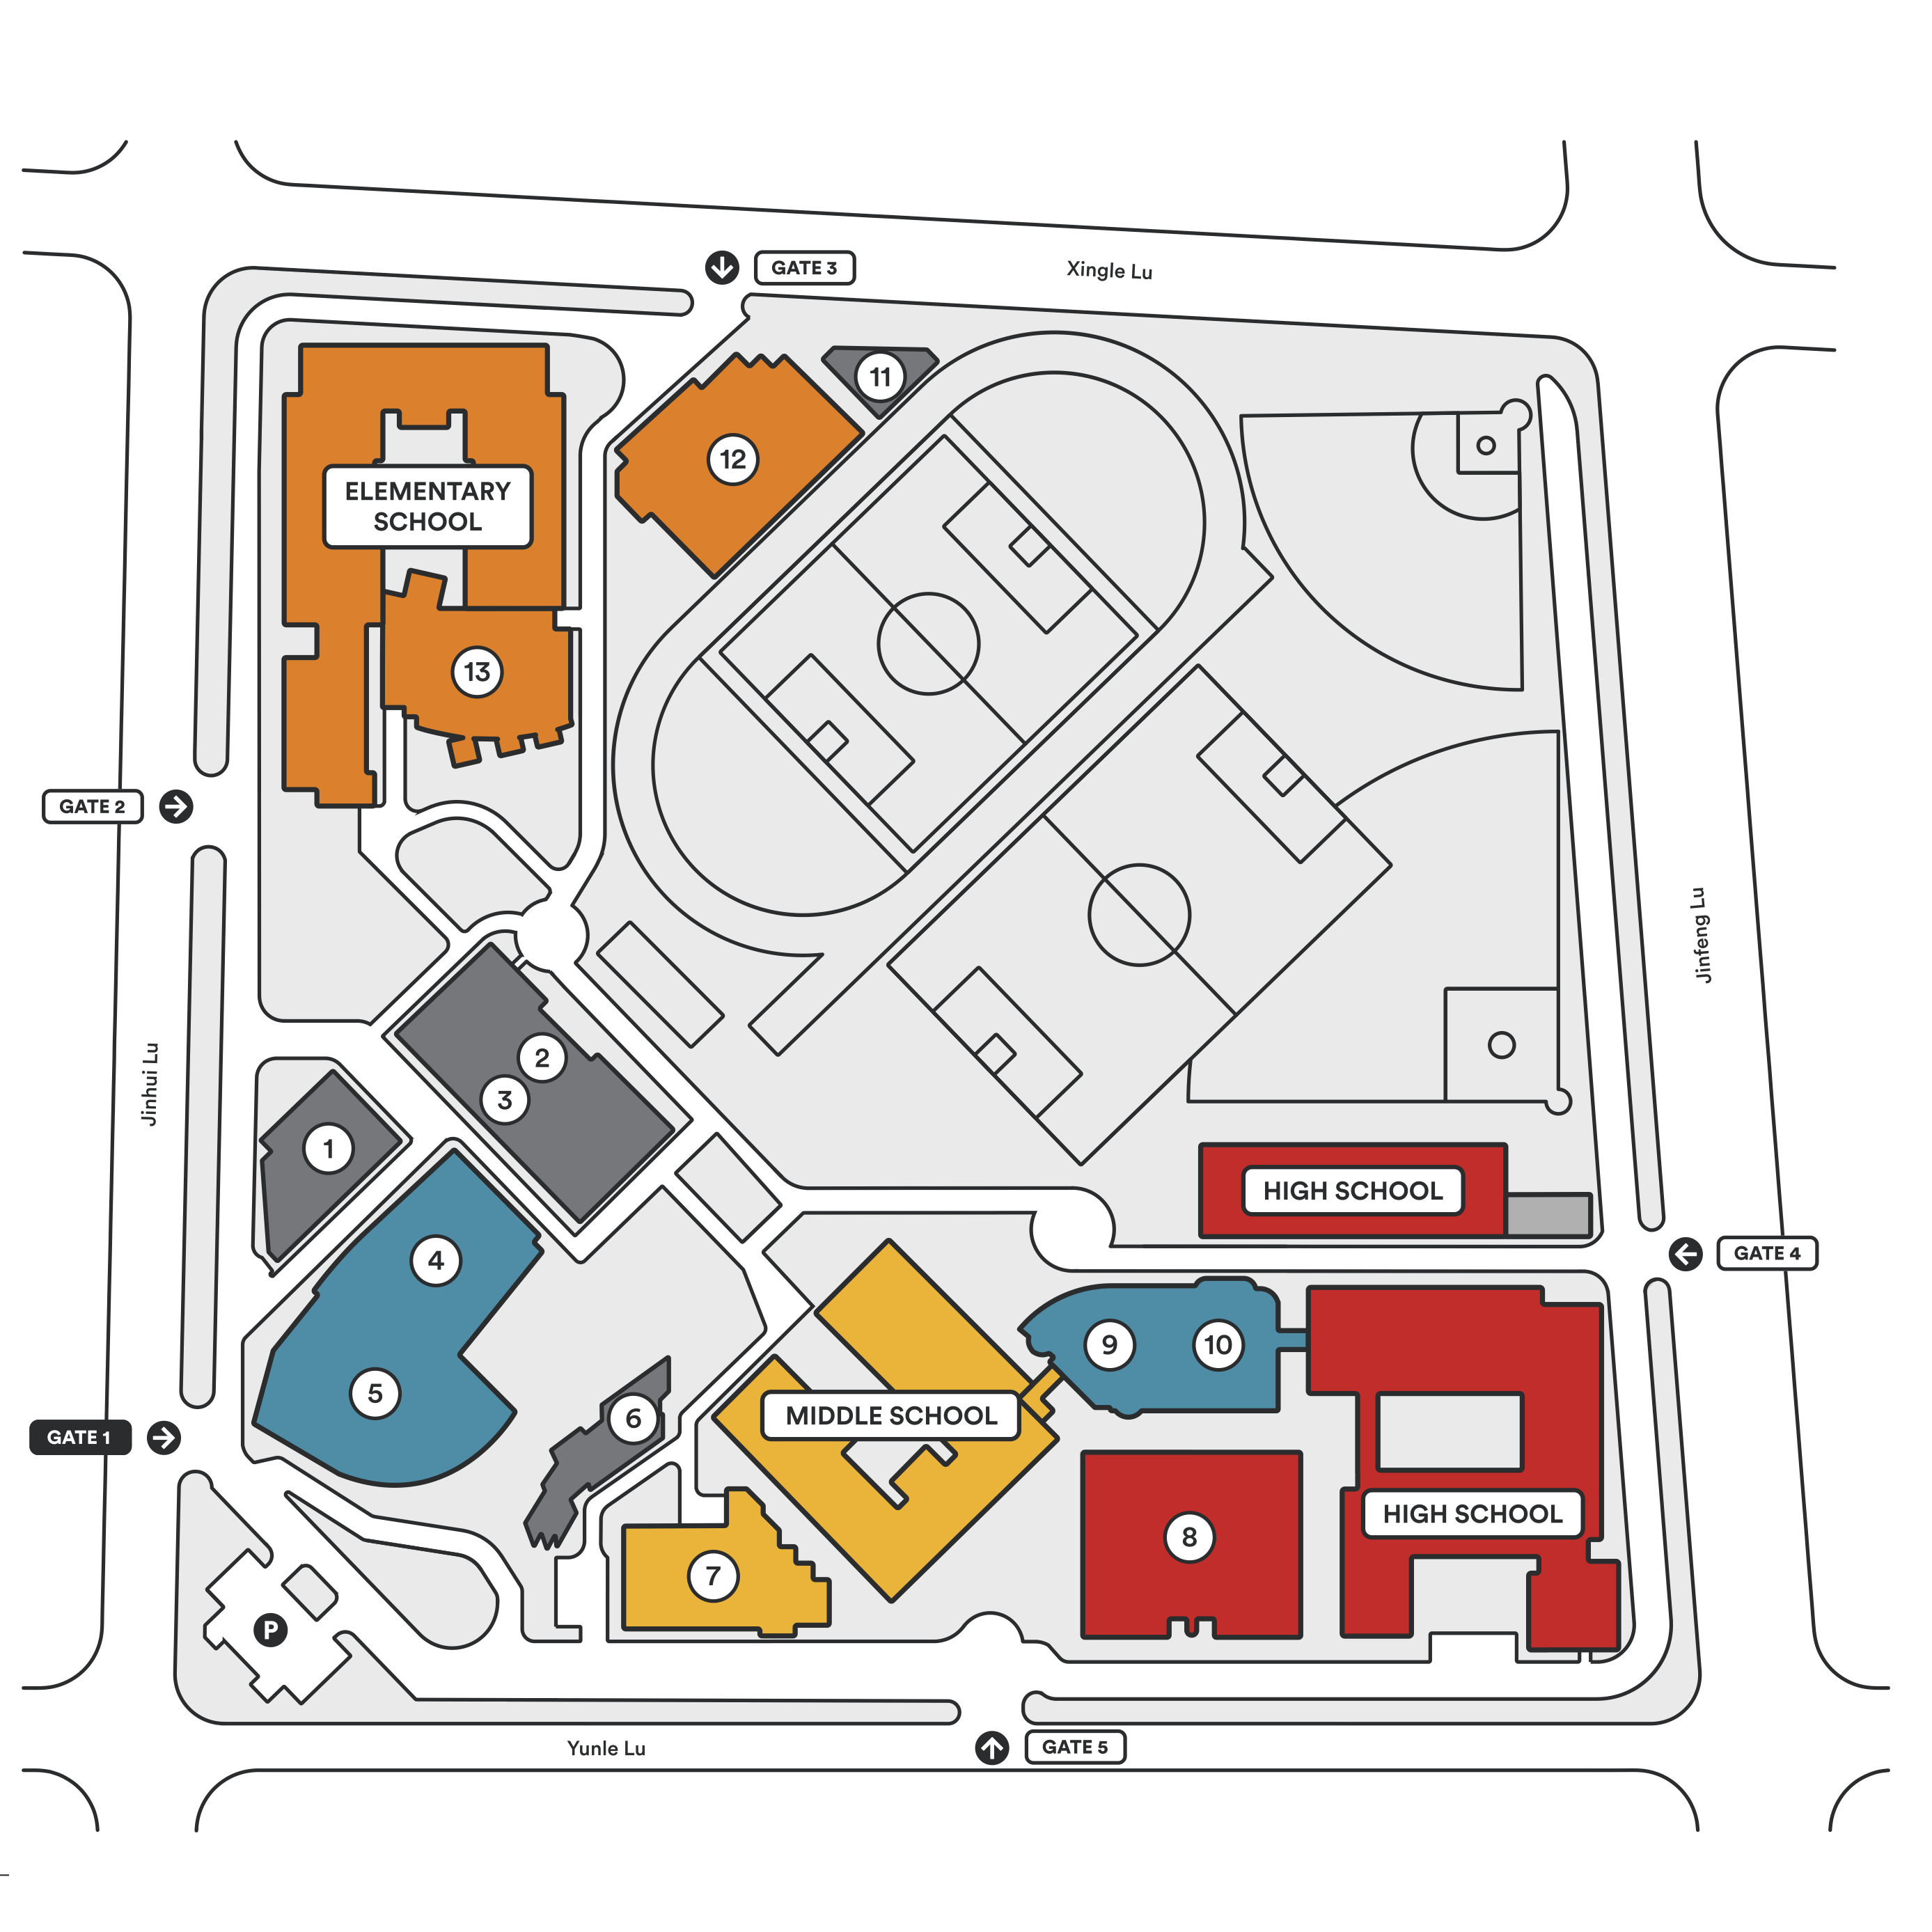 GATE 3
Xingle Lu
11
12
ELEMENTARY
SCHOOL
13
GATE 2
Jinfeng Lu
2
3
Jinhui Lu
1
HIGH SCHOOL
4
GATE 4
9
10
5
6
MIDDLE SCHOOL
GATE 1
HIGH SCHOOL
8
7
P
Yunle Lu
GATE 5